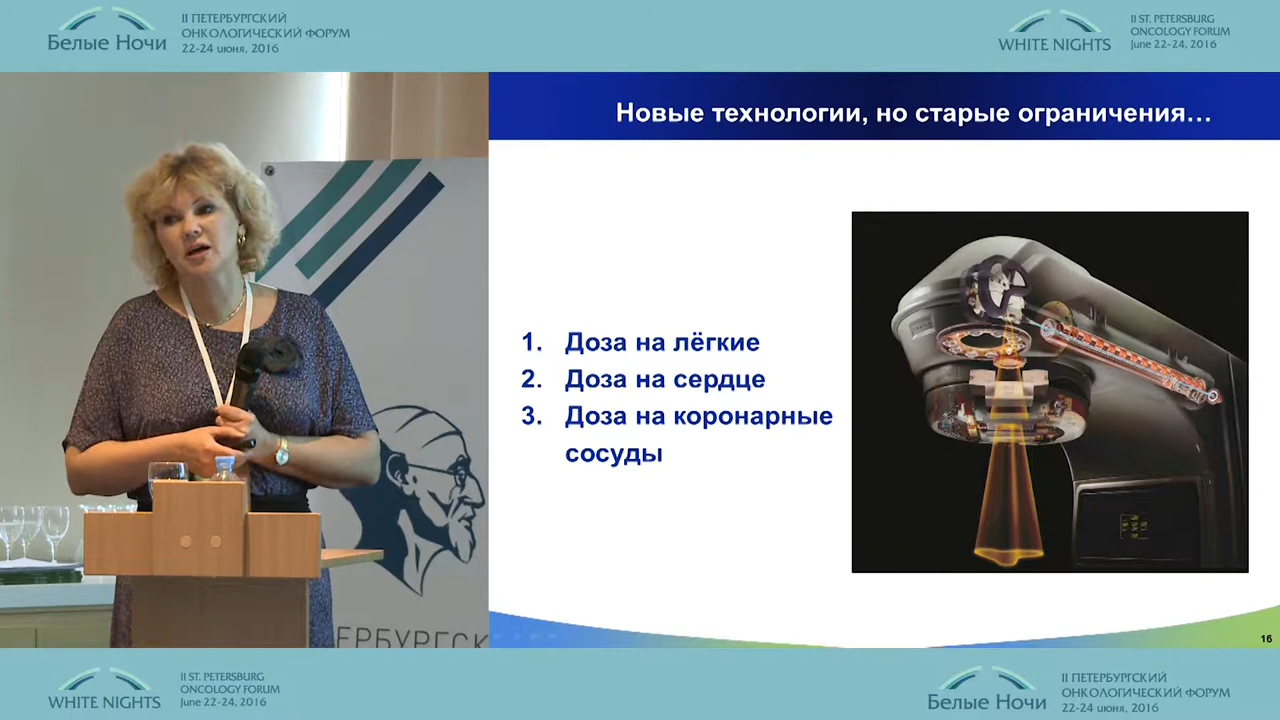 Белые Ночи
II ПЕТЕРБУРГСКИЙ
ОНКОЛОГИЧЕСКИЙ ФОРУМ
22-24 июня, 2016
WHITE NIGHTS
II ST. PETERSBURG
ONCOLOGY FORUM
June 22-24, 2016
Новые технологии, но старые ограничения...
1. Доза на лёгкие
2. Доза на сердце
3. Доза на коронарные
сосуды
16
ЕРБУРГСК
WHITE NIGHTS
II ST. PETERSBURG
ONCOLOGY FORUM
June 22-24, 2016
Белые Ночи
II ПЕТЕРБУРГСКИЙ
ОНКОЛОГИЧЕСКИЙ ФОРУМ
22-24 июня, 2016